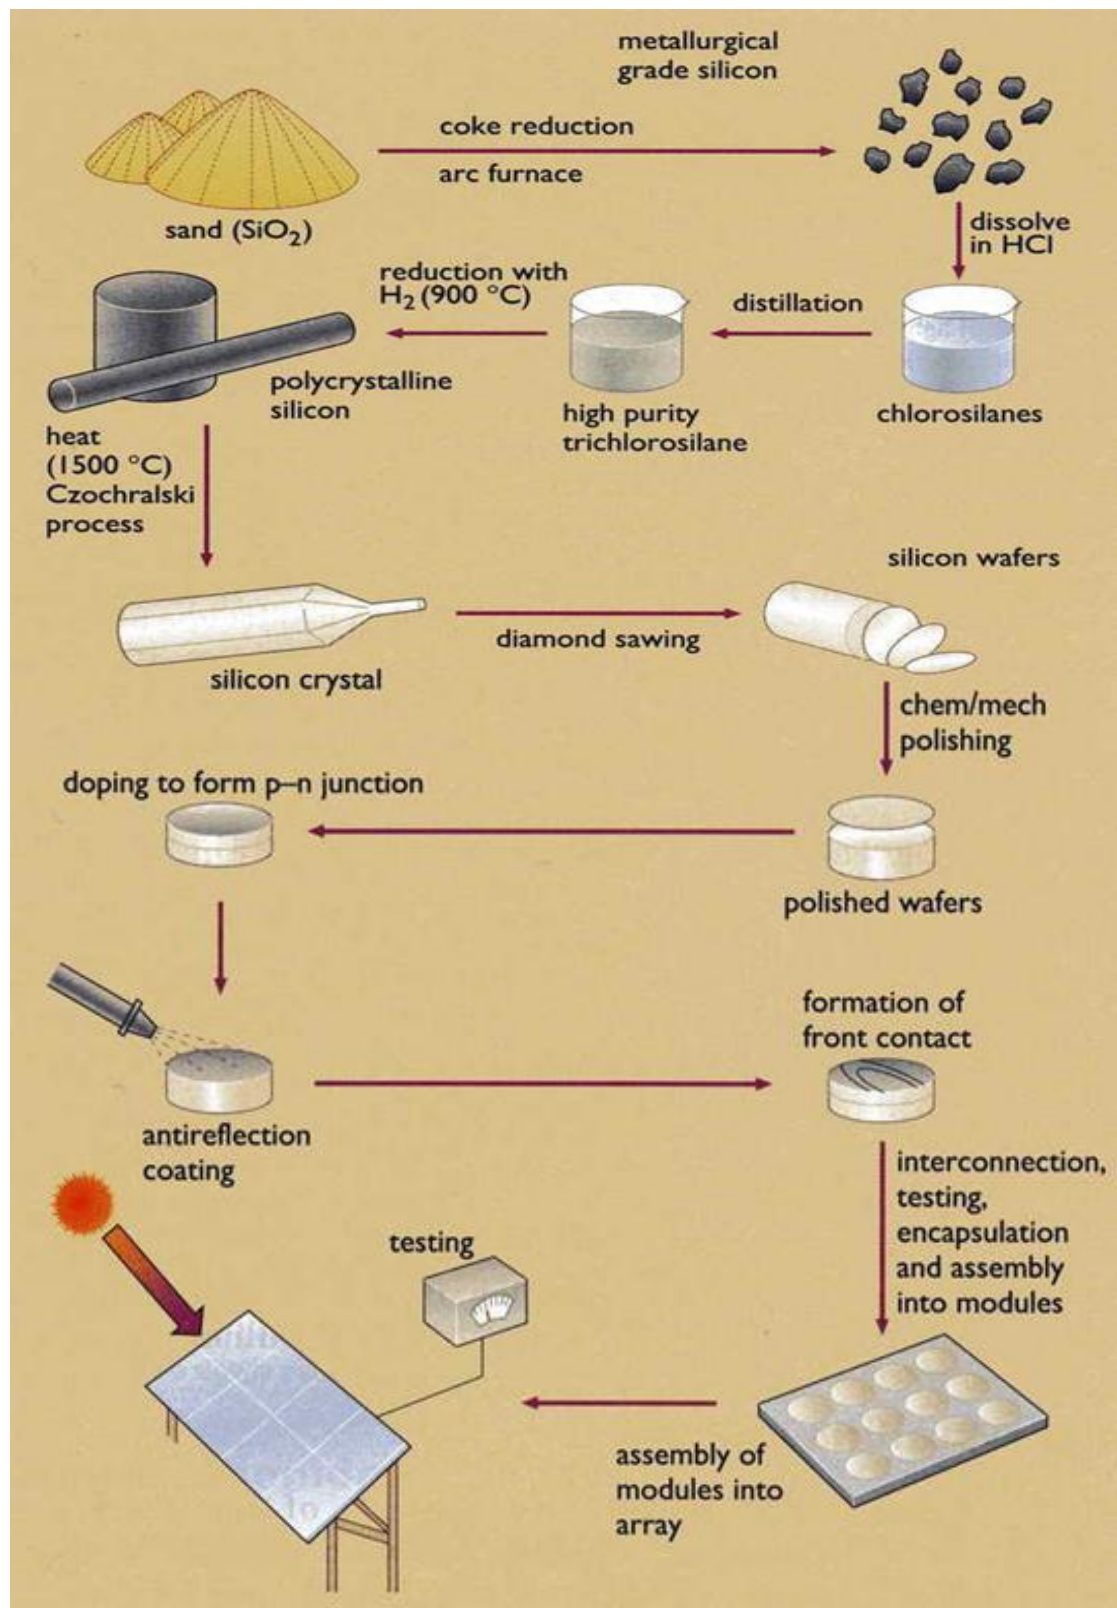 metallurgical
grade silicon
coke reduction
arc furnace
sand (SiO₂)
dissolve
in HCl
reduction with
H₂ (900 °C)
distillation
polycrystalline
silicon
high purity
trichlorosilane
chlorosilanes
heat
(1500 °C)
Czochralski
process
silicon wafers
diamond sawing
silicon crystal
chem/mech
polishing
doping to form p–n junction
polished wafers
formation of
front contact
antireflection
coating
interconnection,
testing,
encapsulation
and assembly
into modules
testing
assembly of
modules into
array